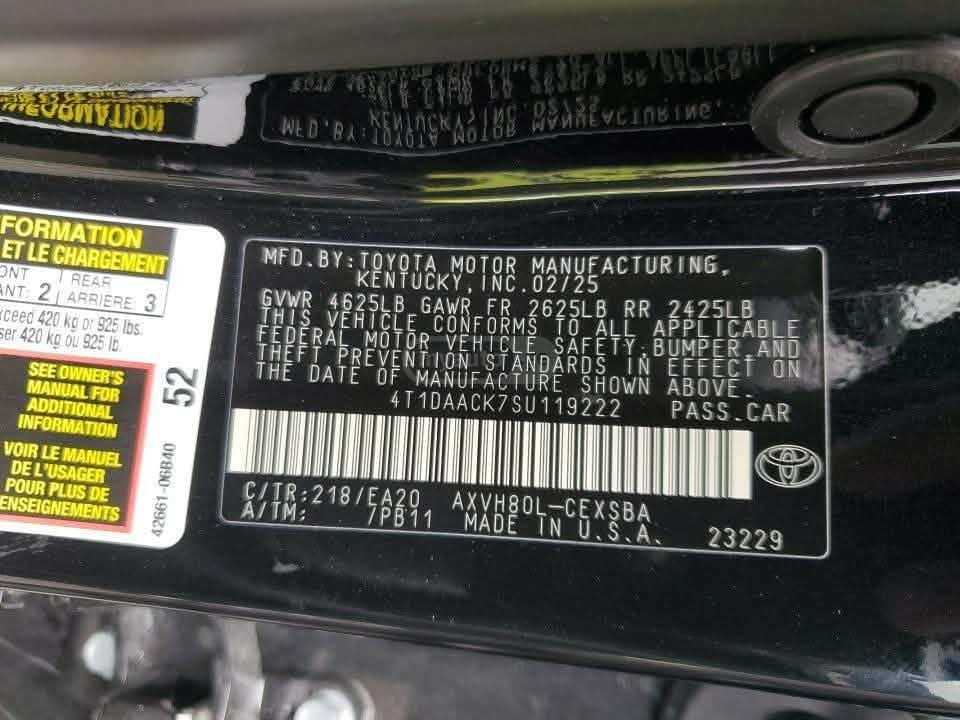 FORMATION
ET LE CHARGEMENT
ONT
ANT: 2
REAR
ARRIÈRE 3
xceed 420 kg or 925 lbs.
ser 420 kg ou 925 lb.
SEE OWNER'S
MANUAL FOR
ADDITIONAL
INFORMATION
VOIR LE MANUEL
DE L'USAGER
POUR PLUS DE
ENSEIGNEMENTS
52
42661-06B40
MFD.BY:TOYOTA MOTOR MANUFACTURING,
KENTUCKY,INC.02/25
GVWR 4625LB GAWR FR 2625LB RR 2425LB
THIS VEHICLE CONFORMS TO ALL APPLICABLE
FEDERAL MOTOR VEHICLE SAFETY,BUMPER AND
THEFT PREVENTION STANDARDS IN EFFECT ON
THE DATE OF MANUFACTURE SHOWN ABOVE.
4T1DAACK7SU119222 PASS.CAR
C/TR:218/EA20 AXVH80L-CEXSBA
A/TM: /PB11 MADE IN U.S.A. 23229